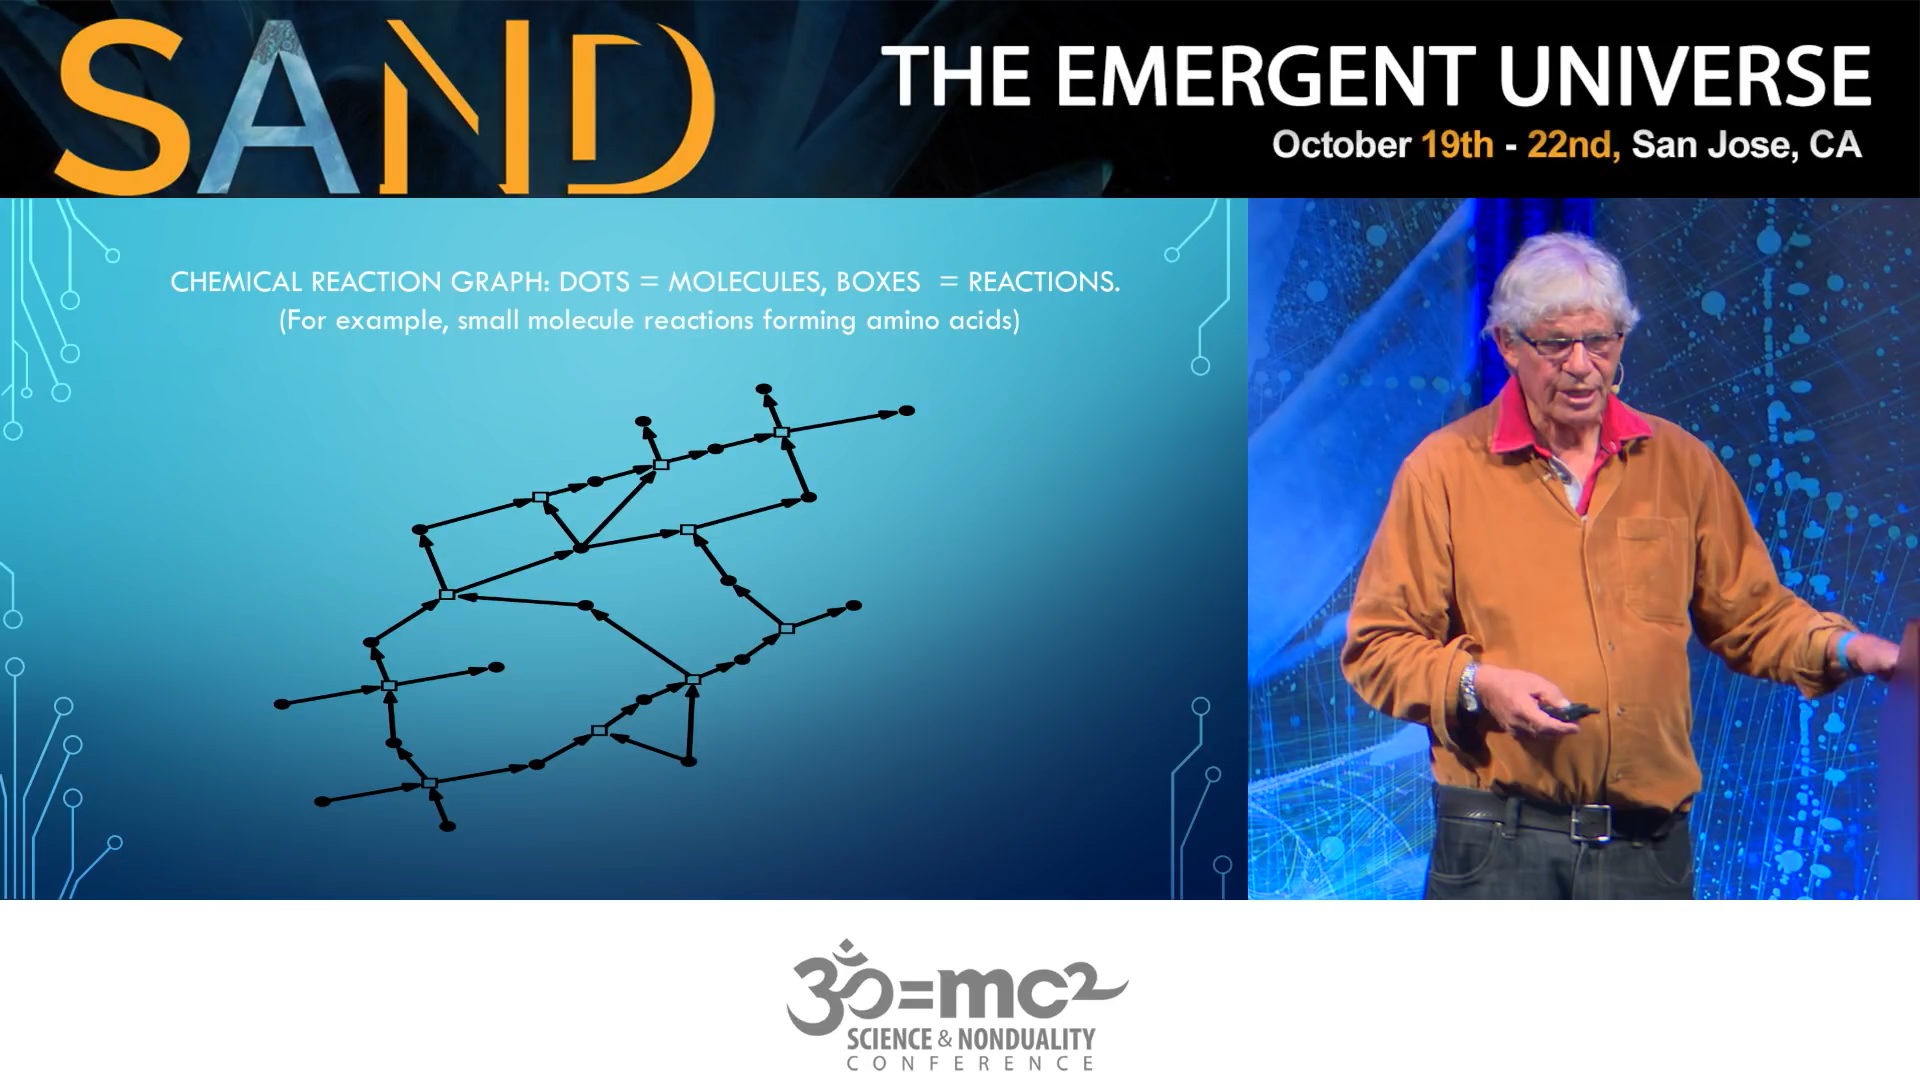 SAND
THE EMERGENT UNIVERSE
October 19th - 22nd, San Jose, CA
CHEMICAL REACTION GRAPH: DOTS = MOLECULES, BOXES = REACTIONS.
(For example, small molecule reactions forming amino acids)
ॐ=mc2
SCIENCE & NONDUALITY
CONFERENCE